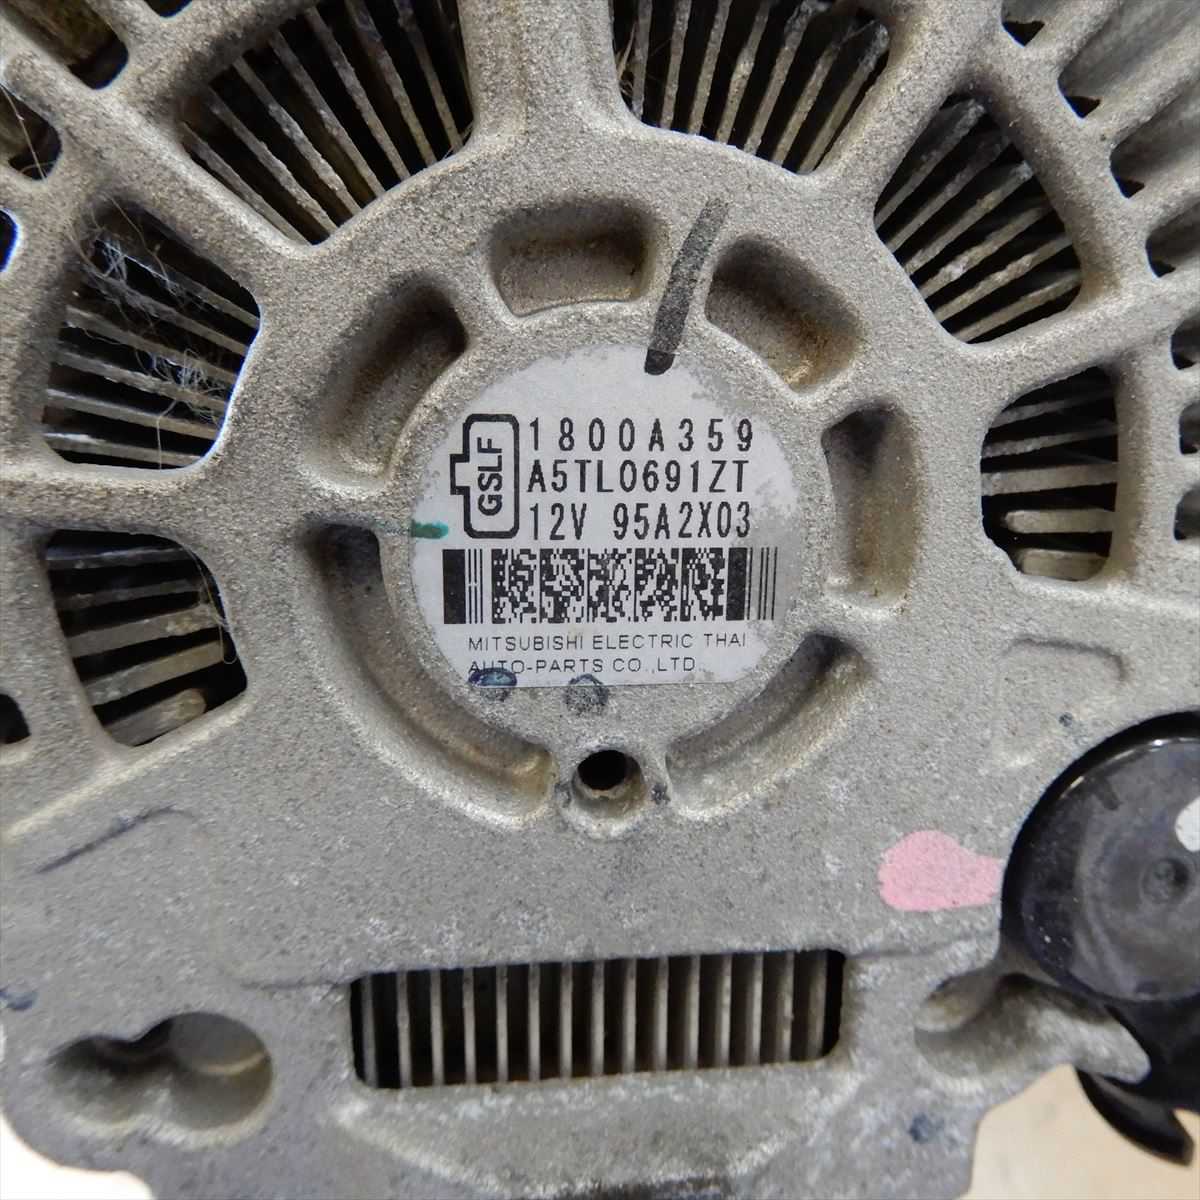 GSLF
1800A359
A5TL0691ZT
12V 95A2X03
MITSUBISHI ELECTRIC THAI
AUTO-PARTS CO.,LTD.